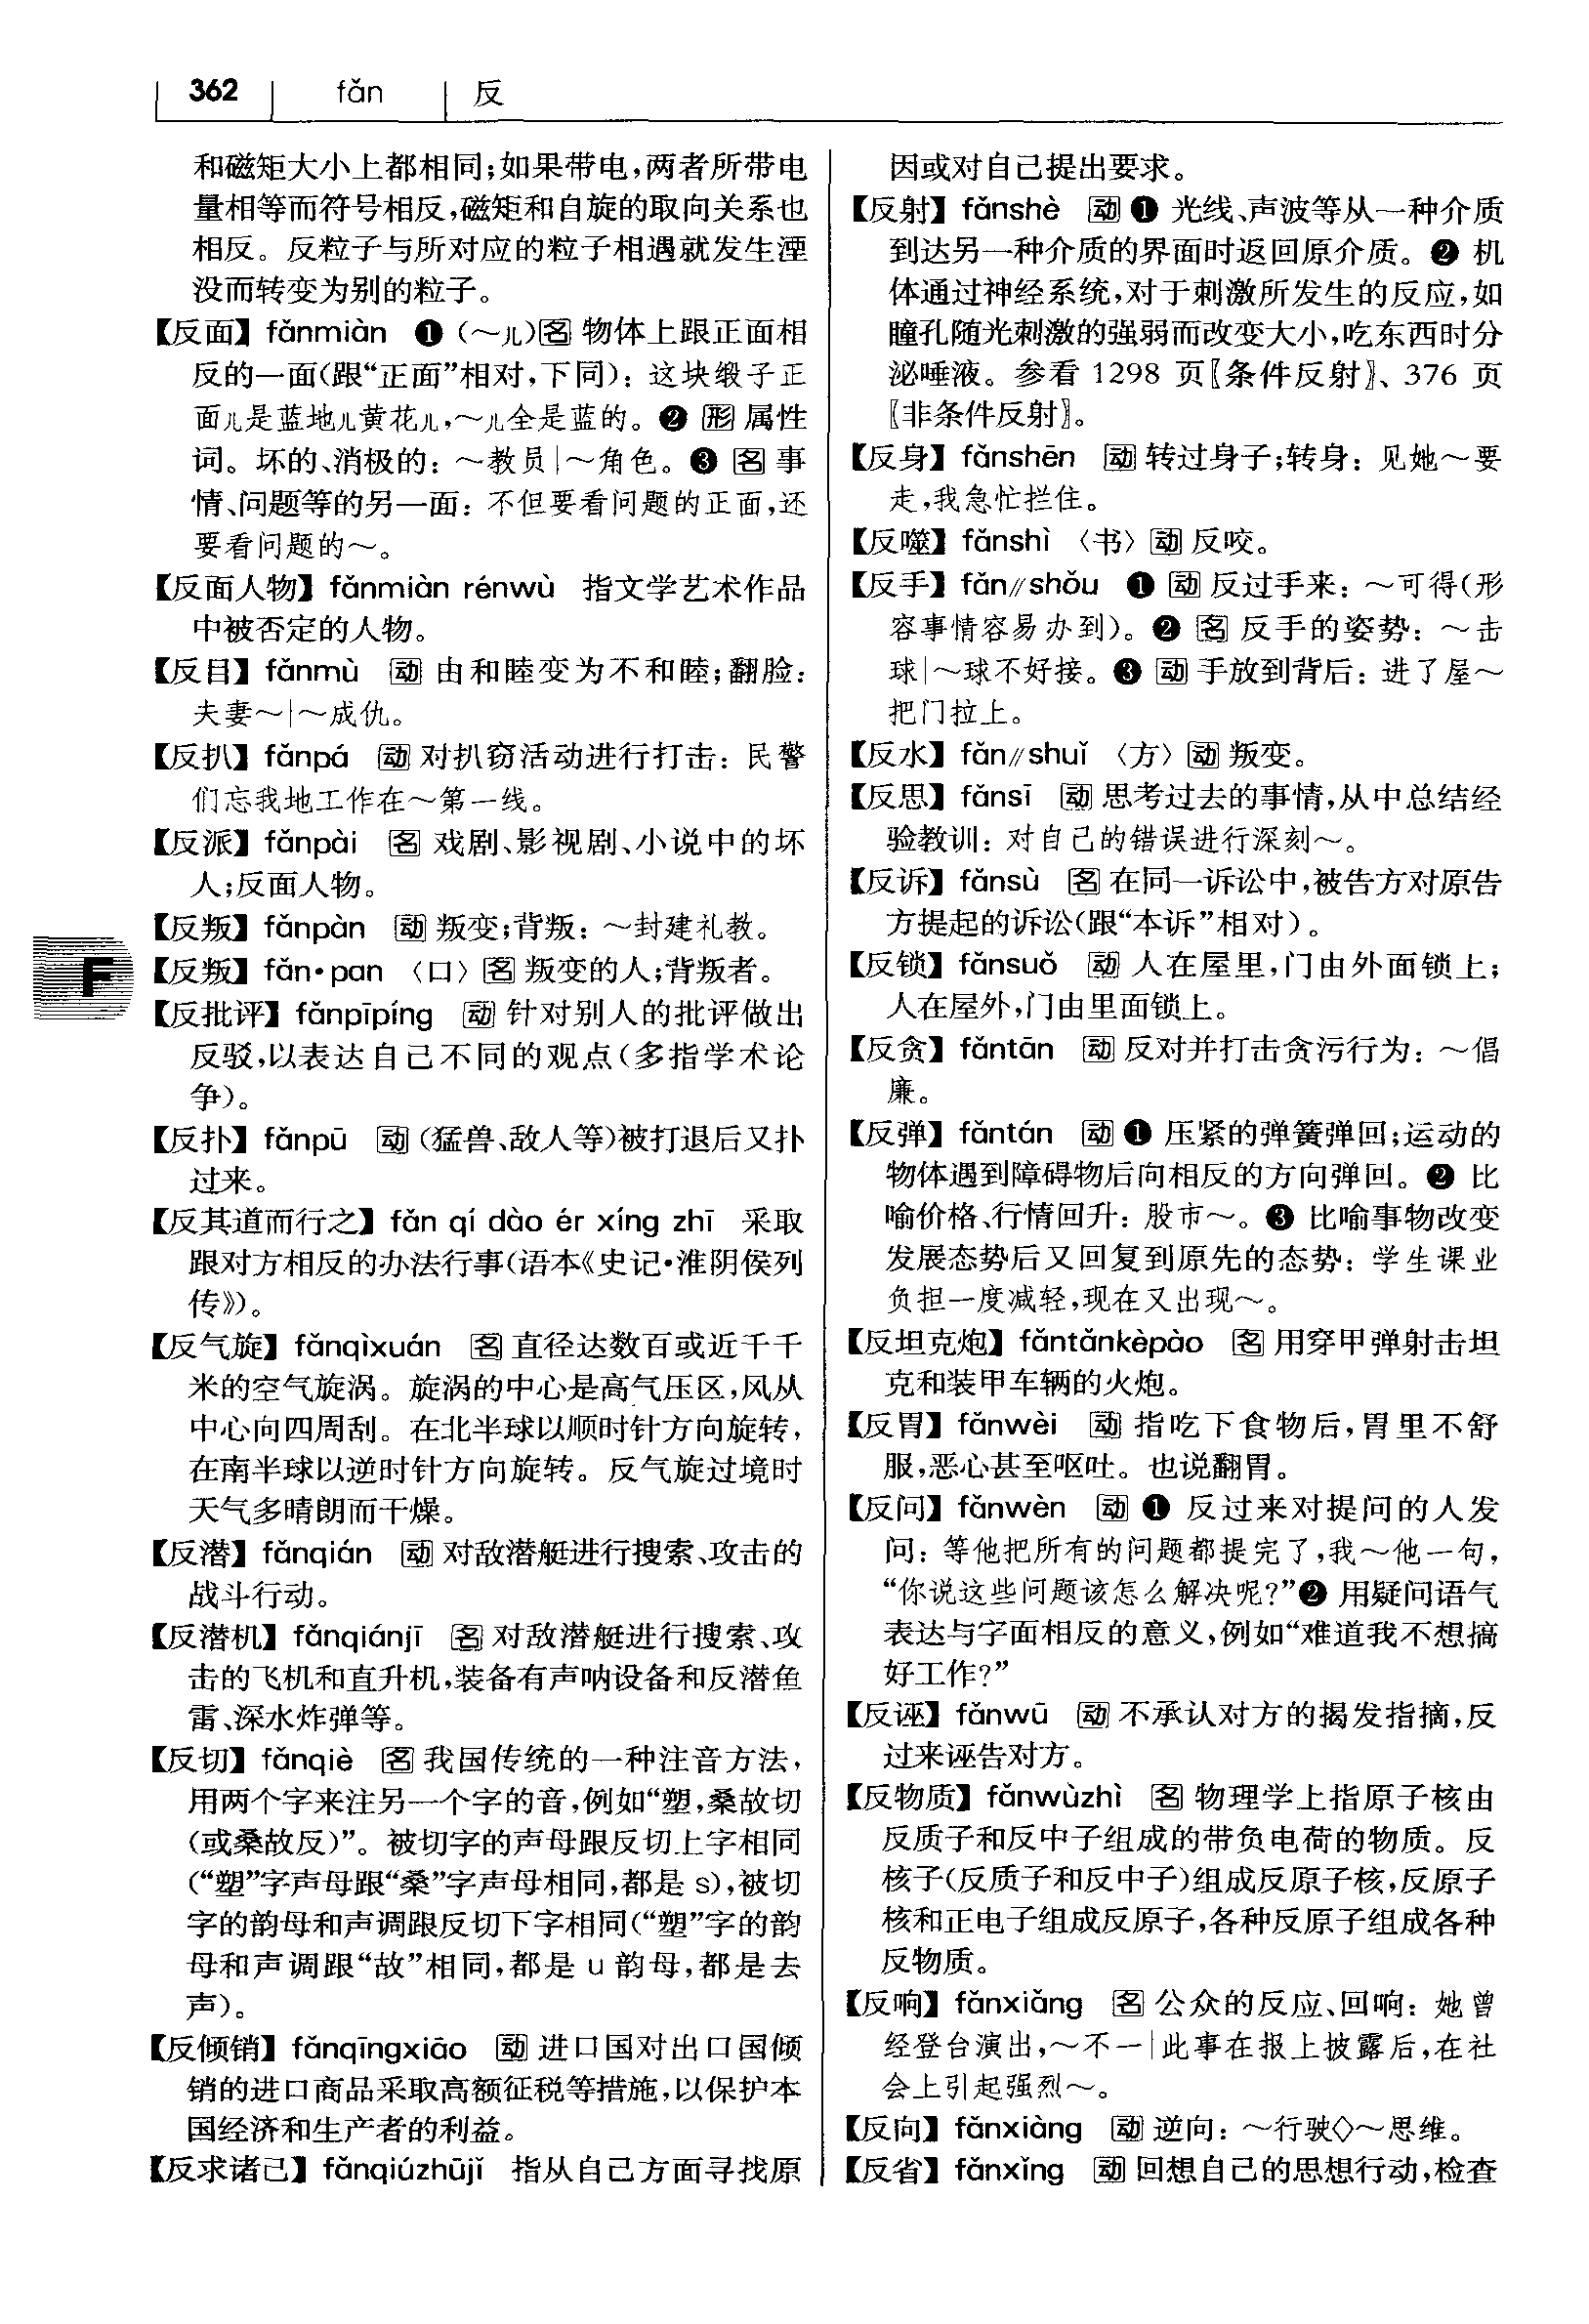 362 fǎn 反
和磁矩大小上都相同;如果带电,两者所带电
量相等而符号相反,磁矩和自旋的取向关系也
相反。反粒子与所对应的粒子相遇就发生湮
没而转变为别的粒子。
【反面】fǎnmiàn ❶(～儿)名 物体上跟正面相
反的一面(跟“正面”相对,下同):这块缎子正
面儿是蓝地儿黄花儿,～儿全是蓝的。❷ 形 属性
词。坏的、消极的:～教员|～角色。❸ 名 事
情、问题等的另一面:不但要看问题的正面,还
要看问题的～。
【反面人物】fǎnmiàn rénwù 指文学艺术作品
中被否定的人物。
【反目】fǎnmù 动 由和睦变为不和睦;翻脸:
夫妻～|～成仇。
【反扒】fǎnpá 动 对扒窃活动进行打击:民警
们忘我地工作在～第一线。
【反派】fǎnpài 名 戏剧、影视剧、小说中的坏
人;反面人物。
【反叛】fǎnpàn 动 叛变;背叛:～封建礼教。
【反叛】fǎn·pan 〈口〉名 叛变的人;背叛者。
【反批评】fǎnpīpíng 动 针对别人的批评做出
反驳,以表达自己不同的观点(多指学术论
争)。
【反扑】fǎnpū 动 (猛兽、敌人等)被打退后又扑
过来。
【反其道而行之】fǎn qí dào ér xíng zhī 采取
跟对方相反的办法行事(语本《史记·淮阴侯列
传》)。
【反气旋】fǎnqìxuán 名 直径达数百或近千千
米的空气旋涡。旋涡的中心是高气压区,风从
中心向四周刮。在北半球以顺时针方向旋转,
在南半球以逆时针方向旋转。反气旋过境时
天气多晴朗而干燥。
【反潜】fǎnqián 动 对敌潜艇进行搜索、攻击的
战斗行动。
【反潜机】fǎnqiánjī 名 对敌潜艇进行搜索、攻
击的飞机和直升机,装备有声呐设备和反潜鱼
雷、深水炸弹等。
【反切】fǎnqiè 名 我国传统的一种注音方法,
用两个字来注另一个字的音,例如“塑,桑故切
(或桑故反)”。被切字的声母跟反切上字相同
(“塑”字声母跟“桑”字声母相同,都是 s),被切
字的韵母和声调跟反切下字相同(“塑”字的韵
母和声调跟“故”相同,都是 u 韵母,都是去
声)。
【反倾销】fǎnqīngxiāo 动 进口国对出口国倾
销的进口商品采取高额征税等措施,以保护本
国经济和生产者的利益。
【反求诸己】fǎnqiúzhūjǐ 指从自己方面寻找原
F
因或对自己提出要求。
【反射】fǎnshè 动 ❶ 光线、声波等从一种介质
到达另一种介质的界面时返回原介质。❷ 机
体通过神经系统,对于刺激所发生的反应,如
瞳孔随光刺激的强弱而改变大小,吃东西时分
泌唾液。参看 1298 页〖条件反射〗、376 页
〖非条件反射〗。
【反身】fǎnshēn 动 转过身子;转身:见她～要
走,我急忙拦住。
【反噬】fǎnshì 〈书〉动 反咬。
【反手】fǎn∥shǒu ❶ 动 反过手来:～可得(形
容事情容易办到)。❷ 名 反手的姿势:～击
球|～球不好接。❸ 动 手放到背后:进了屋～
把门拉上。
【反水】fǎn∥shuǐ 〈方〉动 叛变。
【反思】fǎnsī 动 思考过去的事情,从中总结经
验教训:对自己的错误进行深刻～。
【反诉】fǎnsù 名 在同一诉讼中,被告方对原告
方提起的诉讼(跟“本诉”相对)。
【反锁】fǎnsuǒ 动 人在屋里,门由外面锁上;
人在屋外,门由里面锁上。
【反贪】fǎntān 动 反对并打击贪污行为:～倡
廉。
【反弹】fǎntán 动 ❶ 压紧的弹簧弹回;运动的
物体遇到障碍物后向相反的方向弹回。❷ 比
喻价格、行情回升:股市～。❸ 比喻事物改变
发展态势后又回复到原先的态势:学生课业
负担一度减轻,现在又出现～。
【反坦克炮】fǎntǎnkèpào 名 用穿甲弹射击坦
克和装甲车辆的火炮。
【反胃】fǎnwèi 动 指吃下食物后,胃里不舒
服,恶心甚至呕吐。也说翻胃。
【反问】fǎnwèn 动 ❶ 反过来对提问的人发
问:等他把所有的问题都提完了,我～他一句,
“你说这些问题该怎么解决呢?”❷ 用疑问语气
表达与字面相反的意义,例如“难道我不想搞
好工作?”
【反诬】fǎnwū 动 不承认对方的揭发指摘,反
过来诬告对方。
【反物质】fǎnwùzhì 名 物理学上指原子核由
反质子和反中子组成的带负电荷的物质。反
核子(反质子和反中子)组成反原子核,反原子
核和正电子组成反原子,各种反原子组成各种
反物质。
【反响】fǎnxiǎng 名 公众的反应、回响:她曾
经登台演出,～不一|此事在报上披露后,在社
会上引起强烈～。
【反向】fǎnxiàng 动 逆向:～行驶◇～思维。
【反省】fǎnxǐng 动 回想自己的思想行动,检查